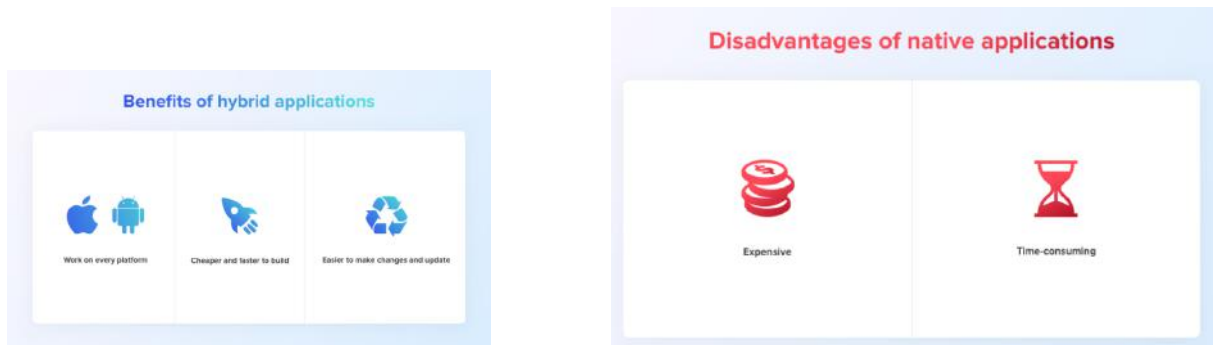 Benefits of hybrid applications
Work on every platform
Cheaper and faster to build
Easier to make changes and update
Disadvantages of native applications
Expensive
Time-consuming